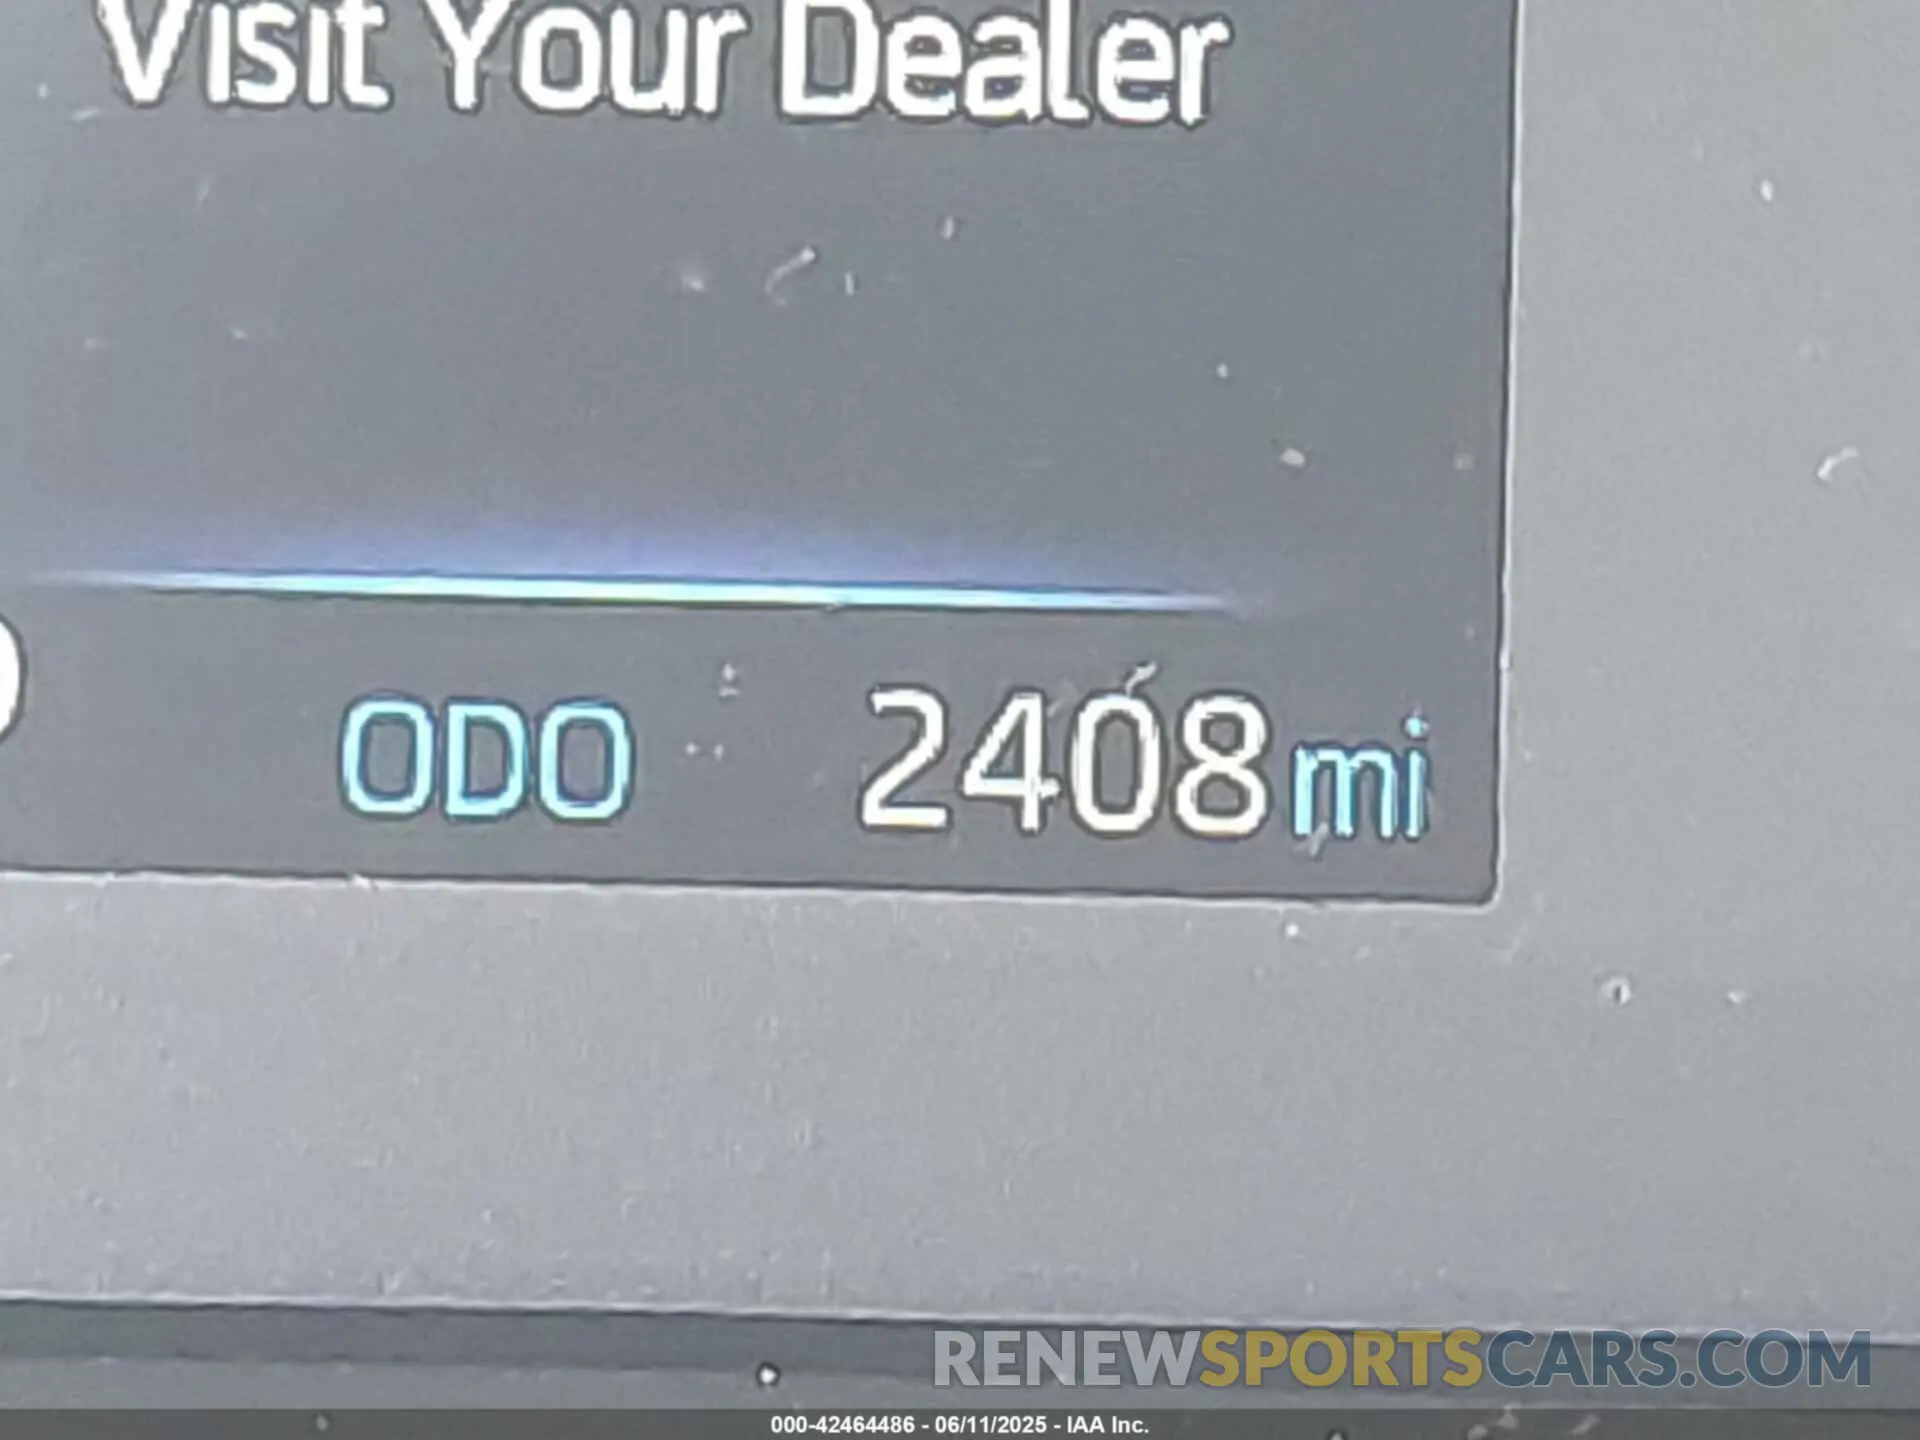 Visit Your Dealer
ODO 2408 mi
RENEWSPORTSCARS.COM
000-42464486 - 06/11/2025 - IAA Inc.